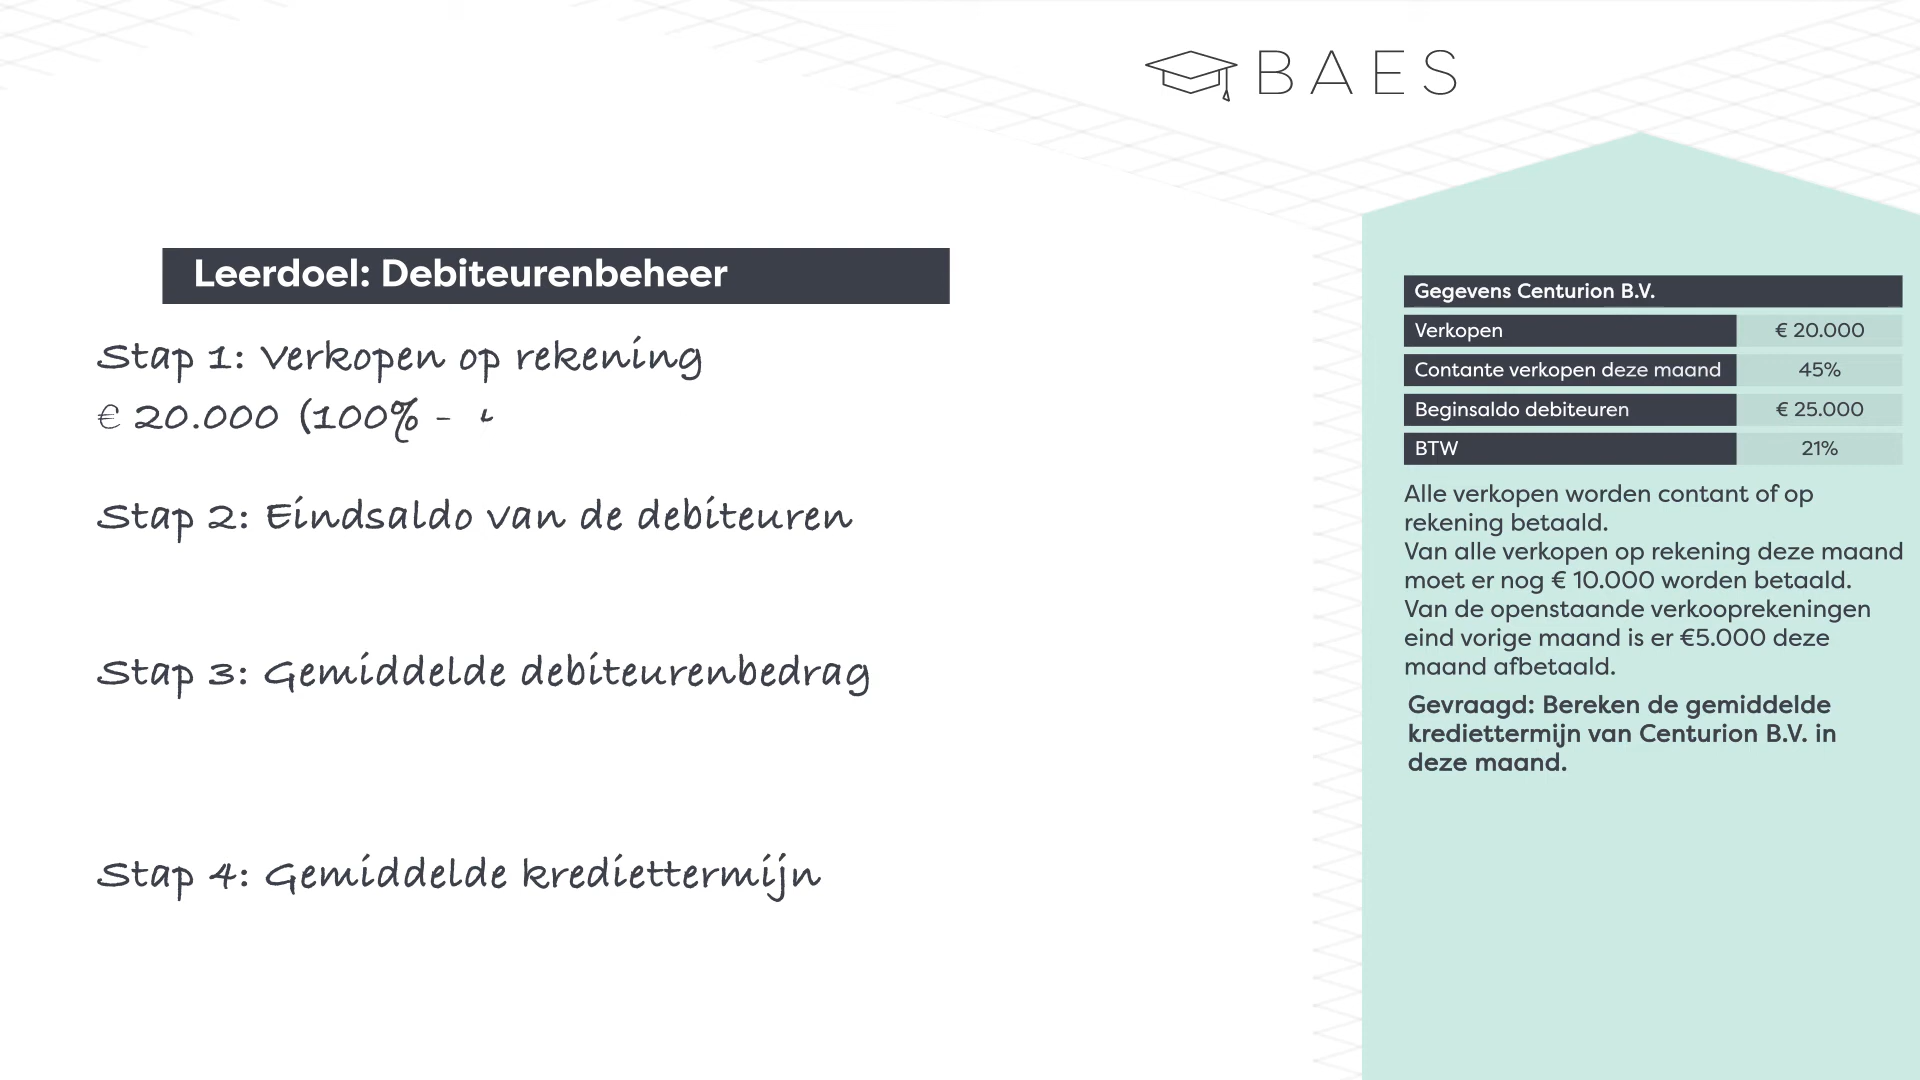 BAES
Leerdoel: Debiteurenbeheer
Stap 1: Verkopen op rekening
€ 20.000 (100% -
Stap 2: Eindsaldo van de debiteuren
Stap 3: Gemiddelde debiteurenbedrag
Stap 4: Gemiddelde krediettermijn
Gegevens Centurion B.V.
Verkopen € 20.000
Contante verkopen deze maand 45%
Beginsaldo debiteuren € 25.000
BTW 21%
Alle verkopen worden contant of op
rekening betaald.
Van alle verkopen op rekening deze maand
moet er nog € 10.000 worden betaald.
Van de openstaande verkooprekeningen
eind vorige maand is er €5.000 deze
maand afbetaald.
Gevraagd: Bereken de gemiddelde
krediettermijn van Centurion B.V. in
deze maand.